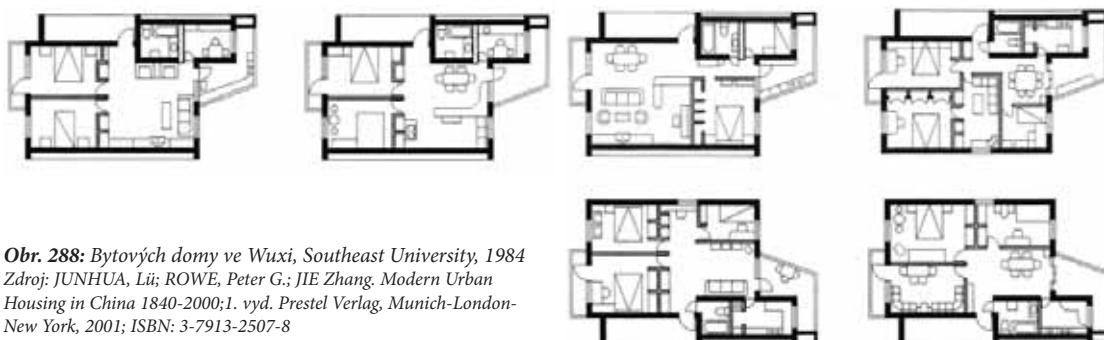 Obr. 288: Bytových domy ve Wuxi, Southeast University, 1984
Zdroj: JUNHUA, Lü; ROWE, Peter G.; JIE Zhang. Modern Urban
Housing in China 1840-2000;1. vyd. Prestel Verlag, Munich-London-
New York, 2001; ISBN: 3-7913-2507-8